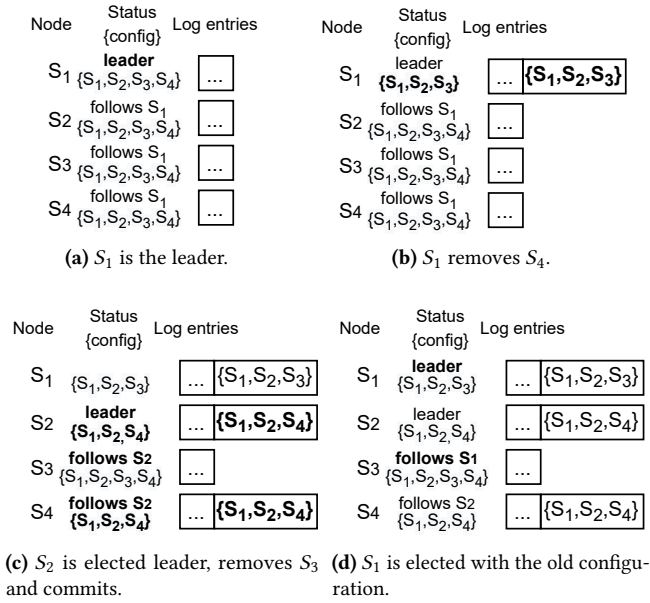 Node Status {config} Log entries
S1 leader {S1,S2,S3,S4} ...
S2 follows S1 {S1,S2,S3,S4} ...
S3 follows S1 {S1,S2,S3,S4} ...
S4 follows S1 {S1,S2,S3,S4} ...
(a) S1 is the leader.
Node Status {config} Log entries
S1 leader {S1,S2,S3} ... {S1,S2,S3}
S2 follows S1 {S1,S2,S3,S4} ...
S3 follows S1 {S1,S2,S3,S4} ...
S4 follows S1 {S1,S2,S3,S4} ...
(b) S1 removes S4.
Node Status {config} Log entries
S1 {S1,S2,S3} ... {S1,S2,S3}
S2 leader {S1,S2,S4} ... {S1,S2,S4}
S3 follows S2 {S1,S2,S3,S4} ...
S4 follows S2 {S1,S2,S4} ... {S1,S2,S4}
(c) S2 is elected leader, removes S3
and commits.
Node Status {config} Log entries
S1 leader {S1,S2,S3} ... {S1,S2,S3}
S2 leader {S1,S2,S4} ... {S1,S2,S4}
S3 follows S1 {S1,S2,S3,S4} ...
S4 follows S2 {S1,S2,S4} ... {S1,S2,S4}
(d) S1 is elected with the old configu-
ration.